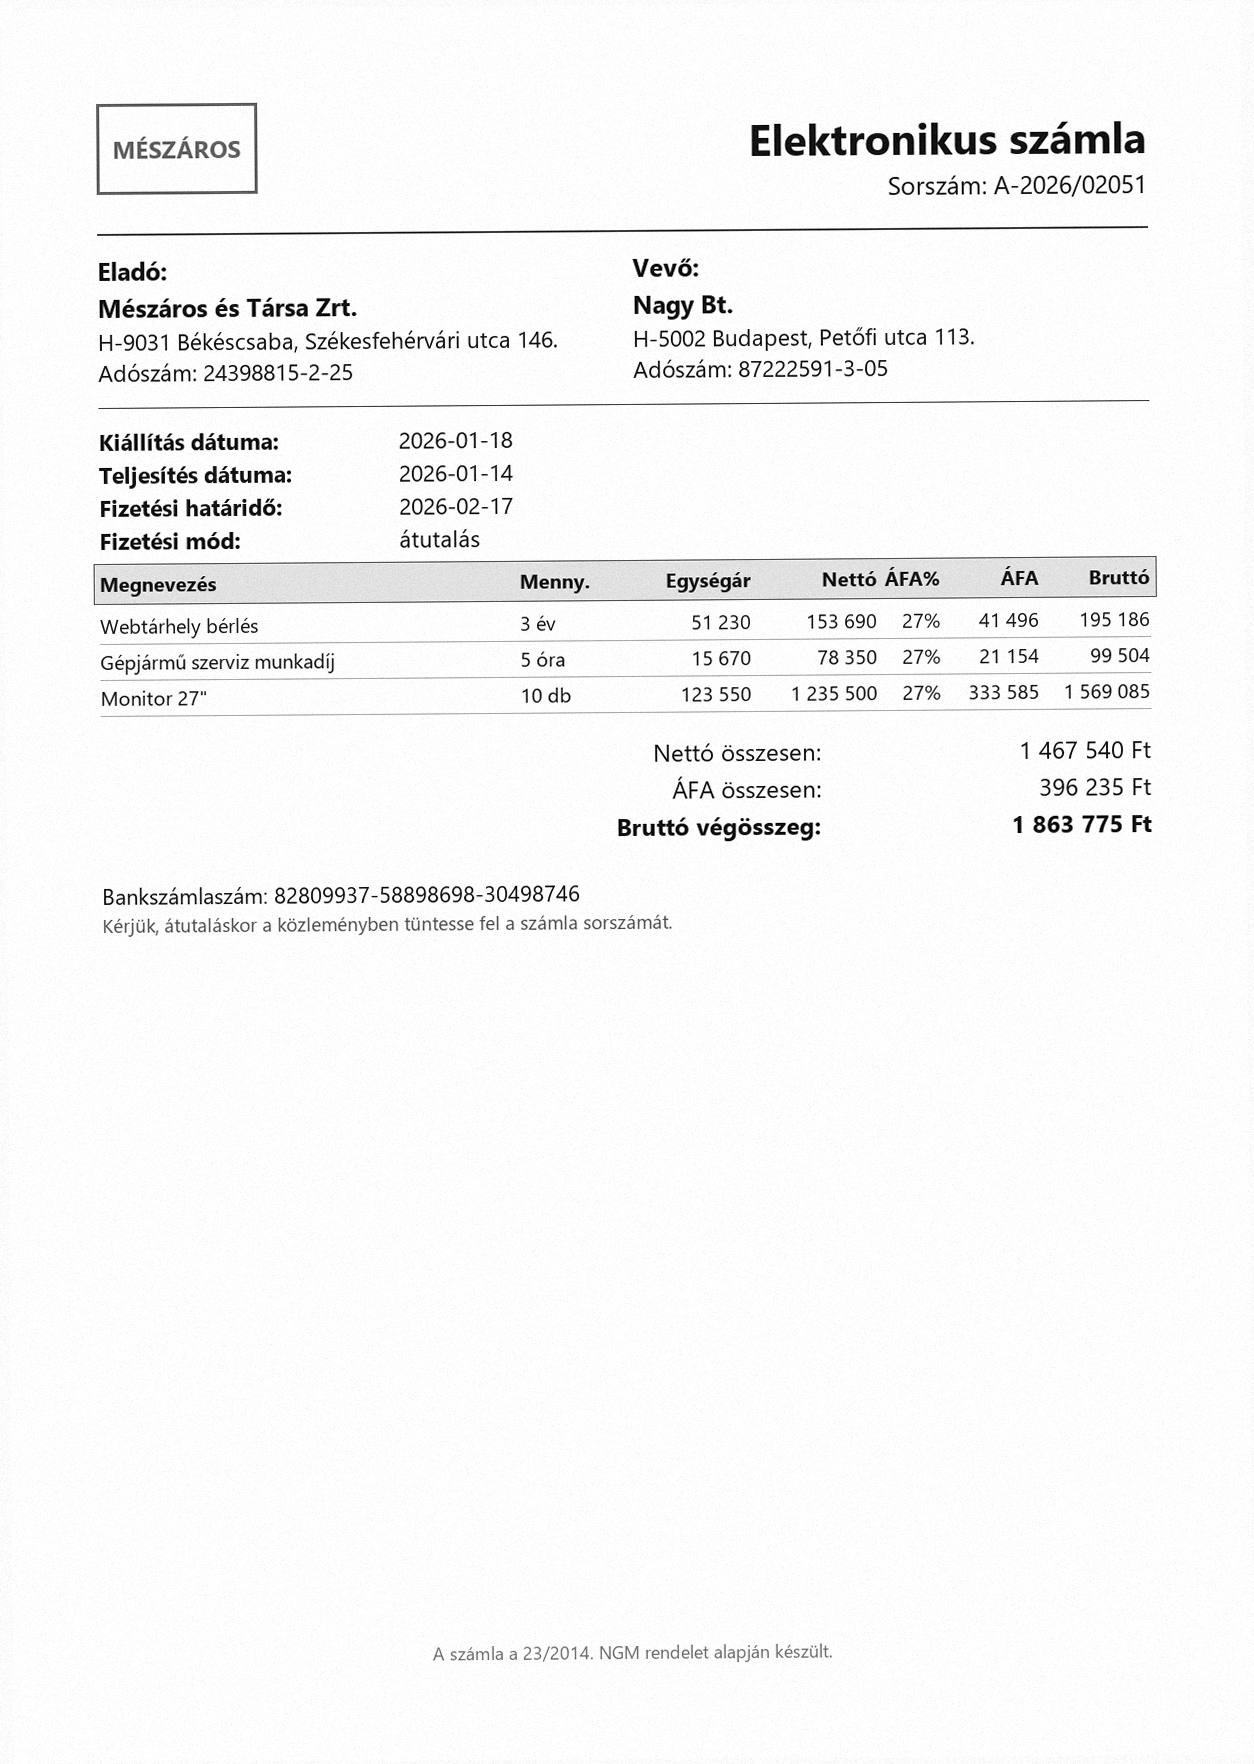 MÉSZÁROS
Elektronikus számla
Sorszám: A-2026/02051
Eladó:
Mészáros és Társa Zrt.
H-9031 Békéscsaba, Székesfehérvári utca 146.
Adószám: 24398815-2-25
Vevő:
Nagy Bt.
H-5002 Budapest, Petőfi utca 113.
Adószám: 87222591-3-05
Kiállítás dátuma: 2026-01-18
Teljesítés dátuma: 2026-01-14
Fizetési határidő: 2026-02-17
Fizetési mód: átutalás
Megnevezés Menny. Egységár Nettó ÁFA% ÁFA Bruttó
Webtárhely bérlés 3 év 51 230 153 690 27% 41 496 195 186
Gépjármű szerviz munkadíj 5 óra 15 670 78 350 27% 21 154 99 504
Monitor 27" 10 db 123 550 1 235 500 27% 333 585 1 569 085
Nettó összesen: 1 467 540 Ft
ÁFA összesen: 396 235 Ft
Bruttó végösszeg: 1 863 775 Ft
Bankszámlaszám: 82809937-58898698-30498746
Kérjük, átutaláskor a közleményben tüntesse fel a számla sorszámát.
A számla a 23/2014. NGM rendelet alapján készült.